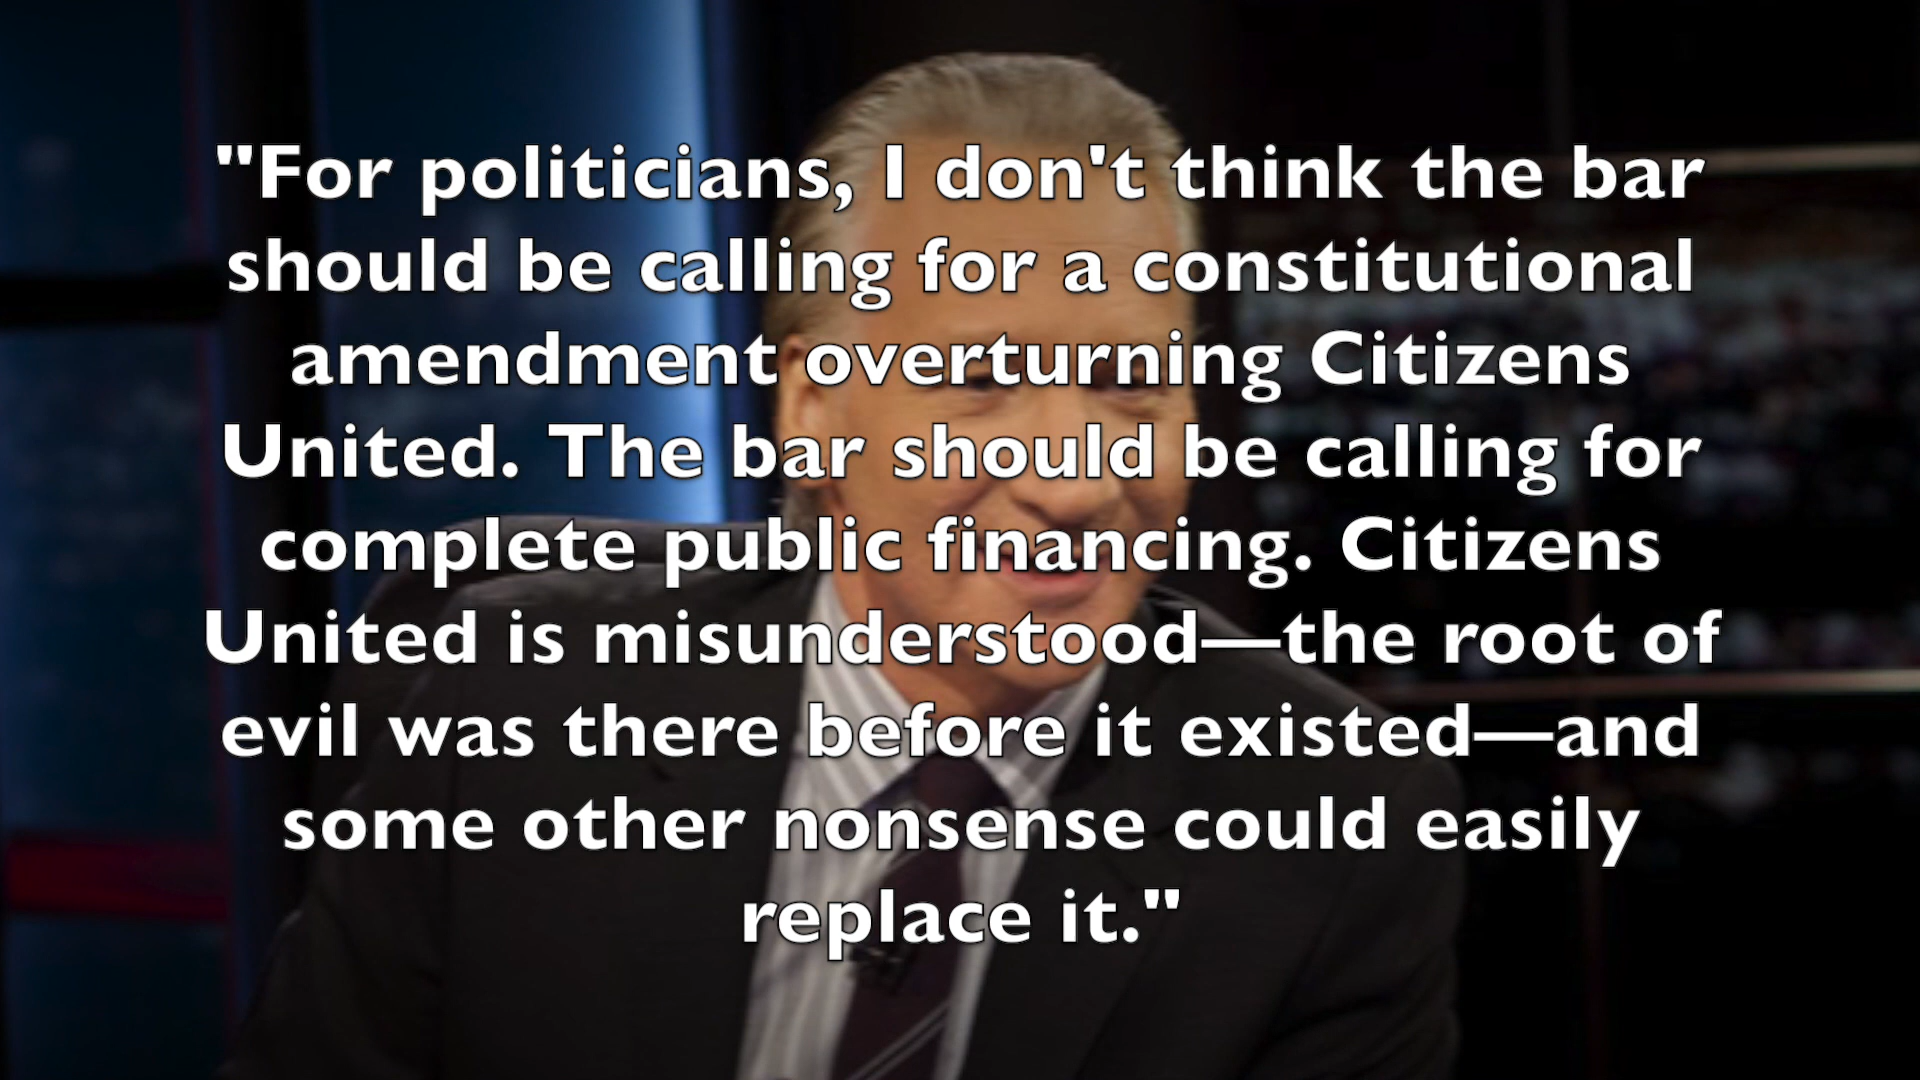 "For politicians, I don't think the bar
should be calling for a constitutional
amendment overturning Citizens
United. The bar should be calling for
complete public financing. Citizens
United is misunderstood—the root of
evil was there before it existed—and
some other nonsense could easily
replace it."